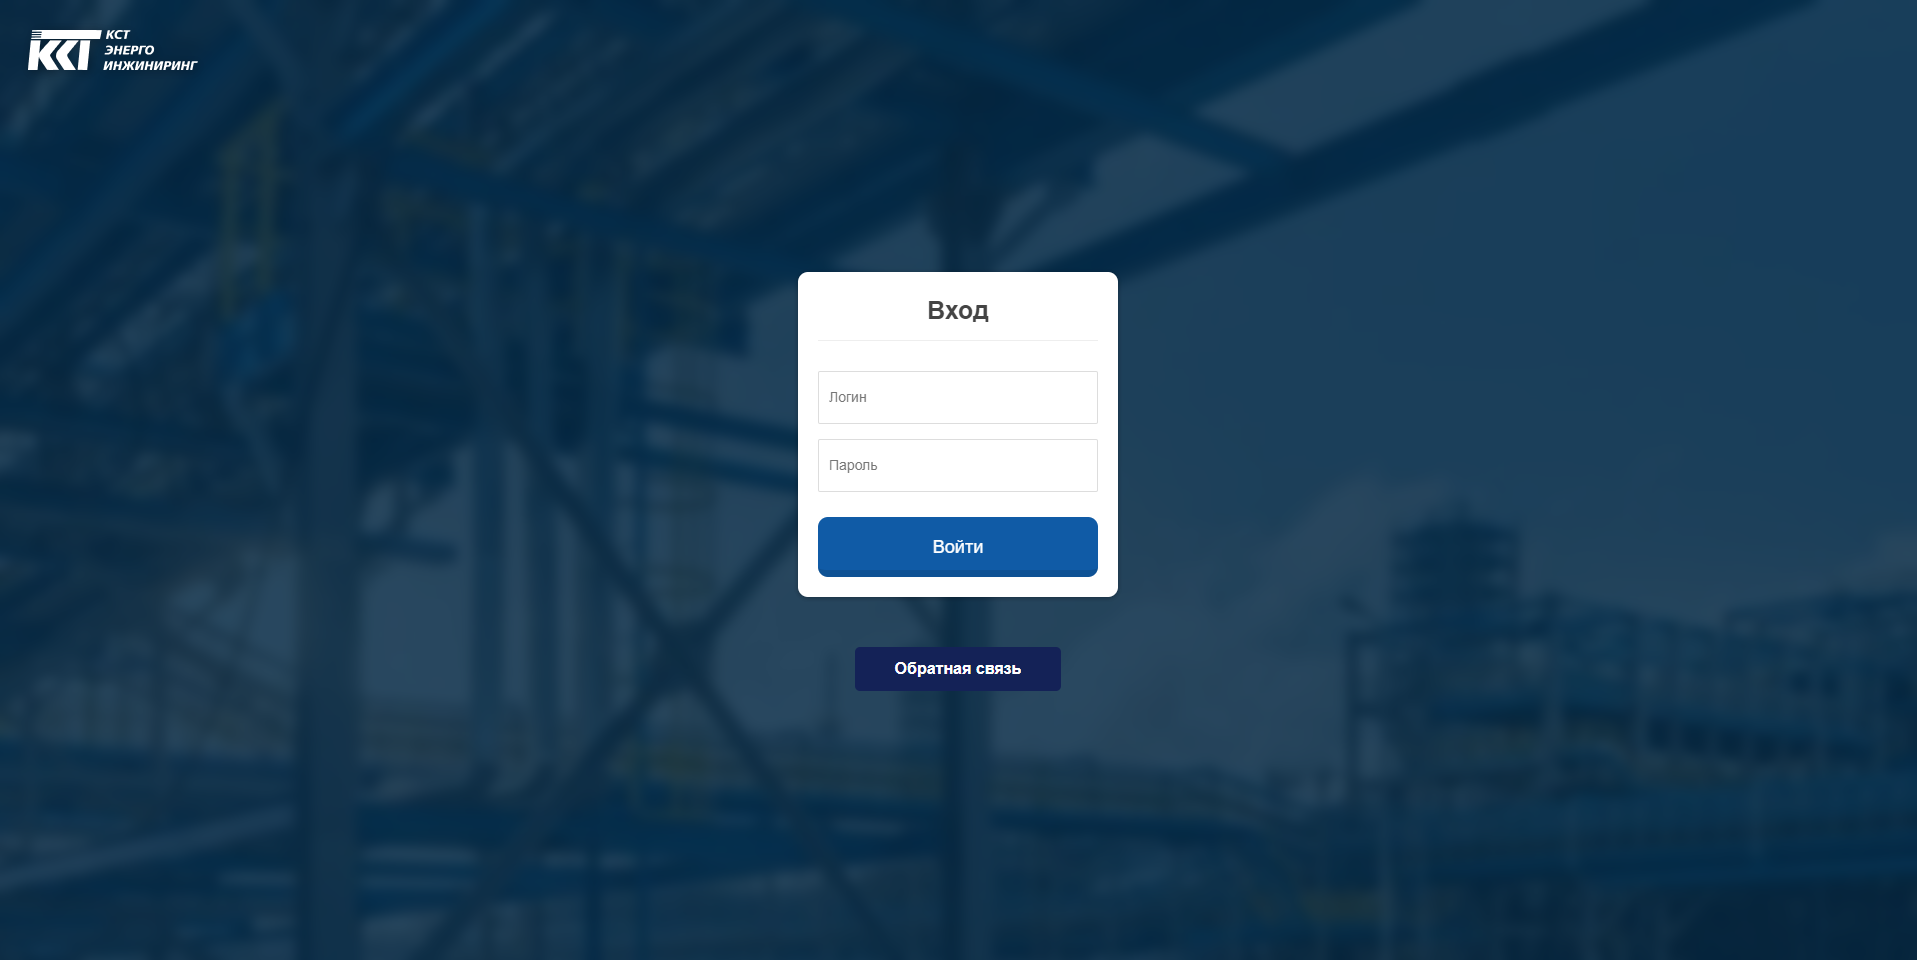 КСТ
ЭНЕРГО
ИНЖИНИРИНГ
Вход
Логин
Пароль
Войти
Обратная связь